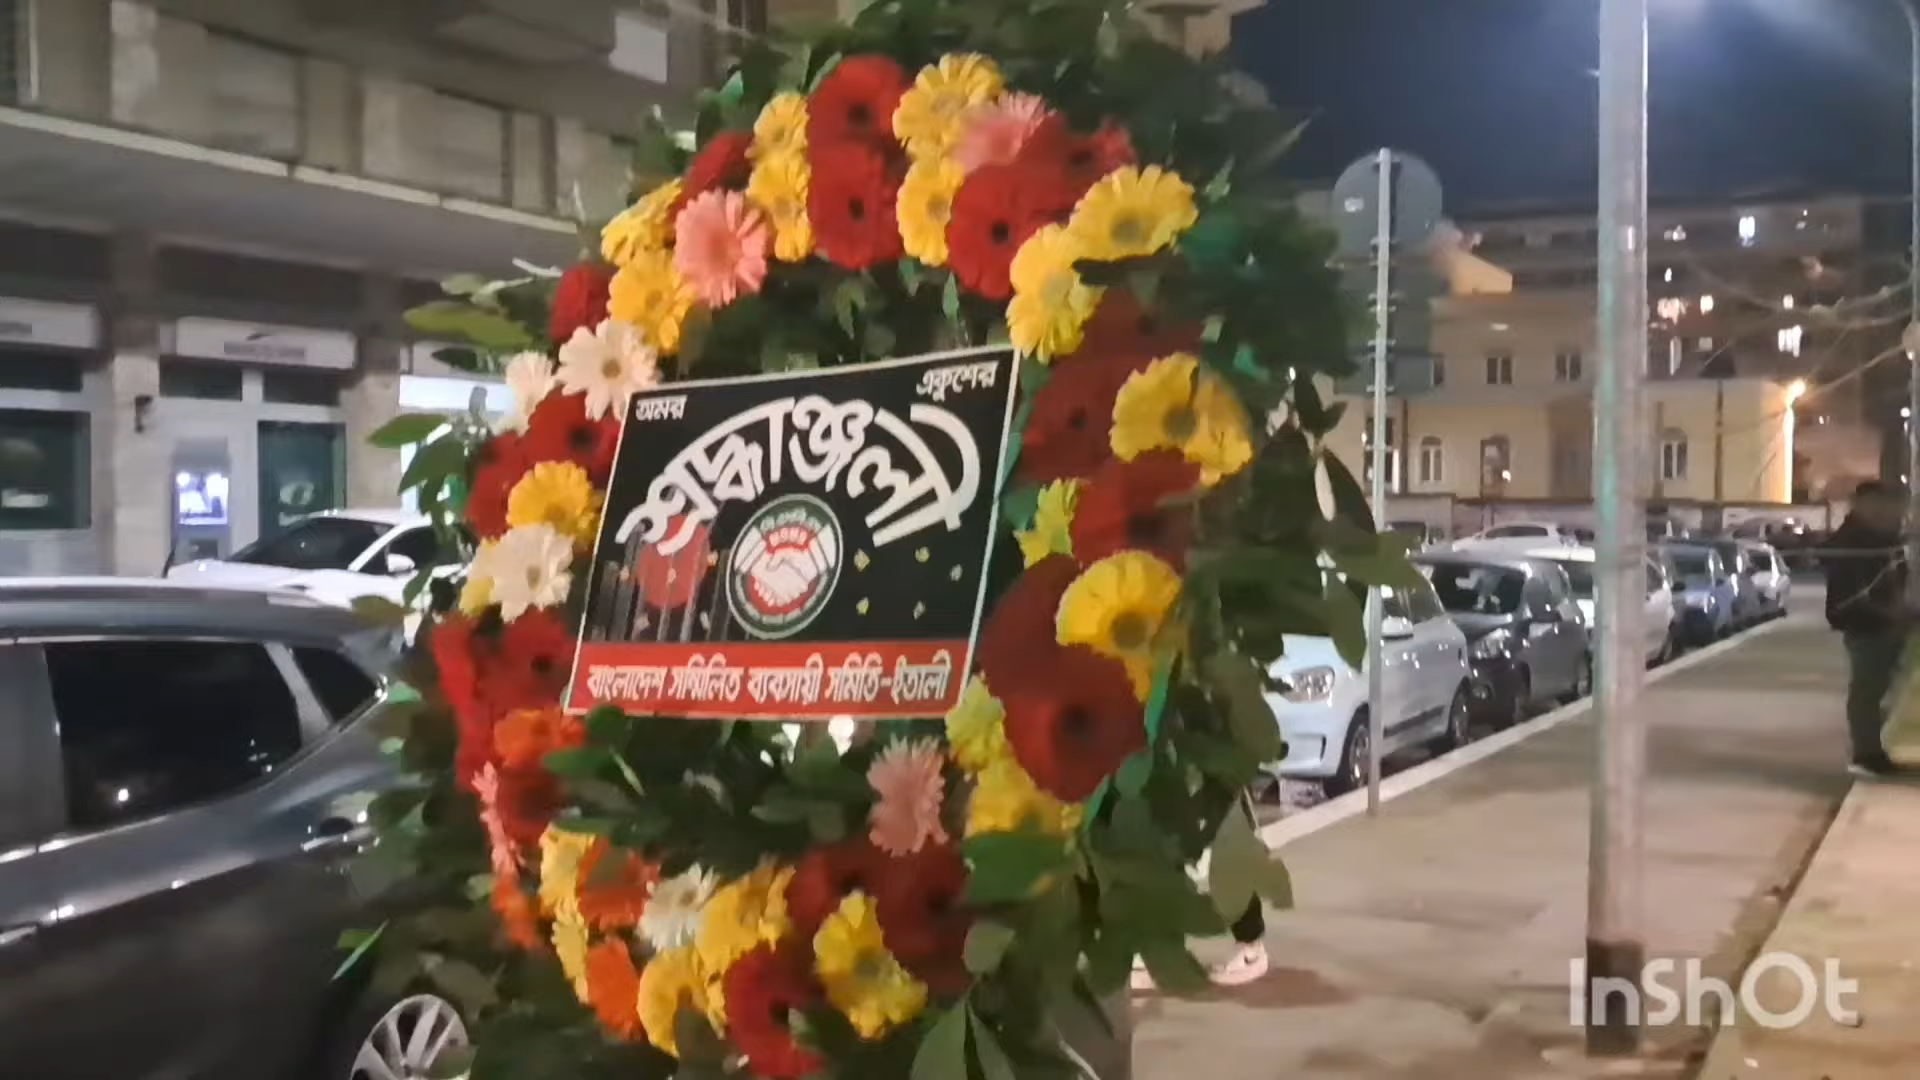 অমর
একুশের
শ্রদ্ধাঞ্জলী
বাংলাদেশ সম্মিলিত ব্যবসায়ী সমিতি-ইতালী
InShOt